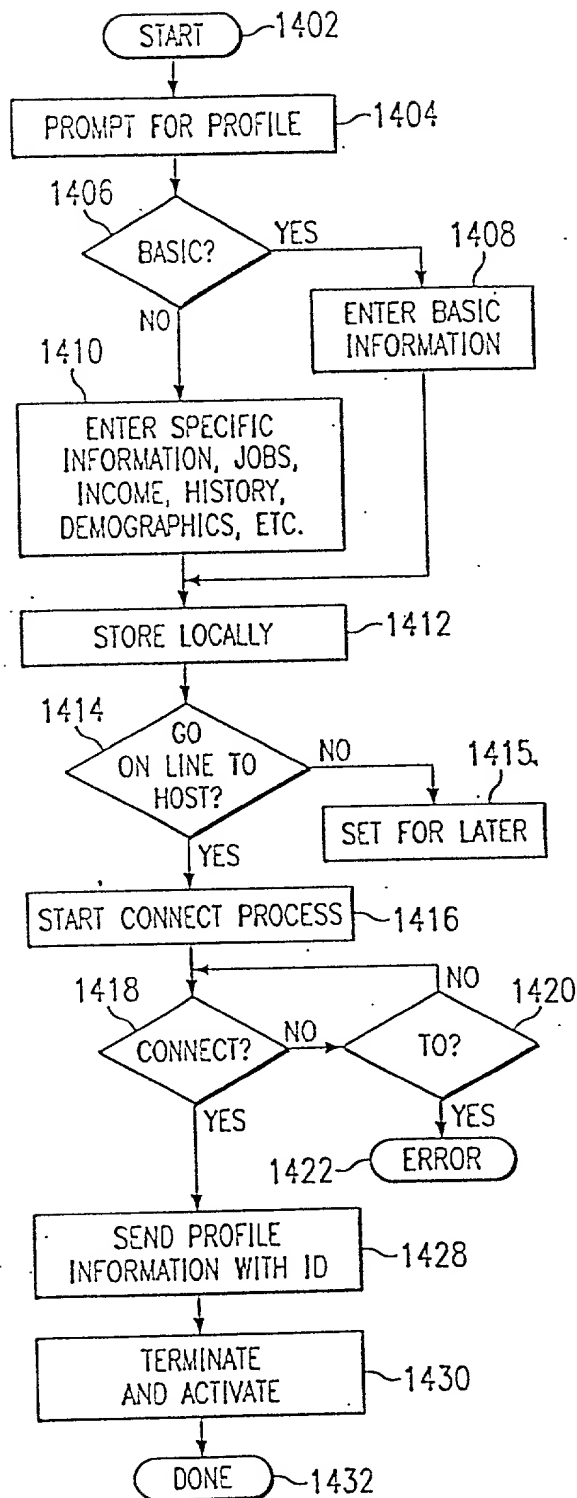 START
1402
PROMPT FOR PROFILE
1404
1406
BASIC?
YES
NO
1408
ENTER BASIC
INFORMATION
1410
ENTER SPECIFIC
INFORMATION, JOBS,
INCOME, HISTORY,
DEMOGRAPHICS, ETC.
STORE LOCALLY
1412
1414
GO
ON LINE TO
HOST?
NO
YES
1415
SET FOR LATER
START CONNECT PROCESS
1416
1418
CONNECT?
NO
YES
NO
1420
TO?
YES
1422
ERROR
SEND PROFILE
INFORMATION WITH ID
1428
TERMINATE
AND ACTIVATE
1430
DONE
1432